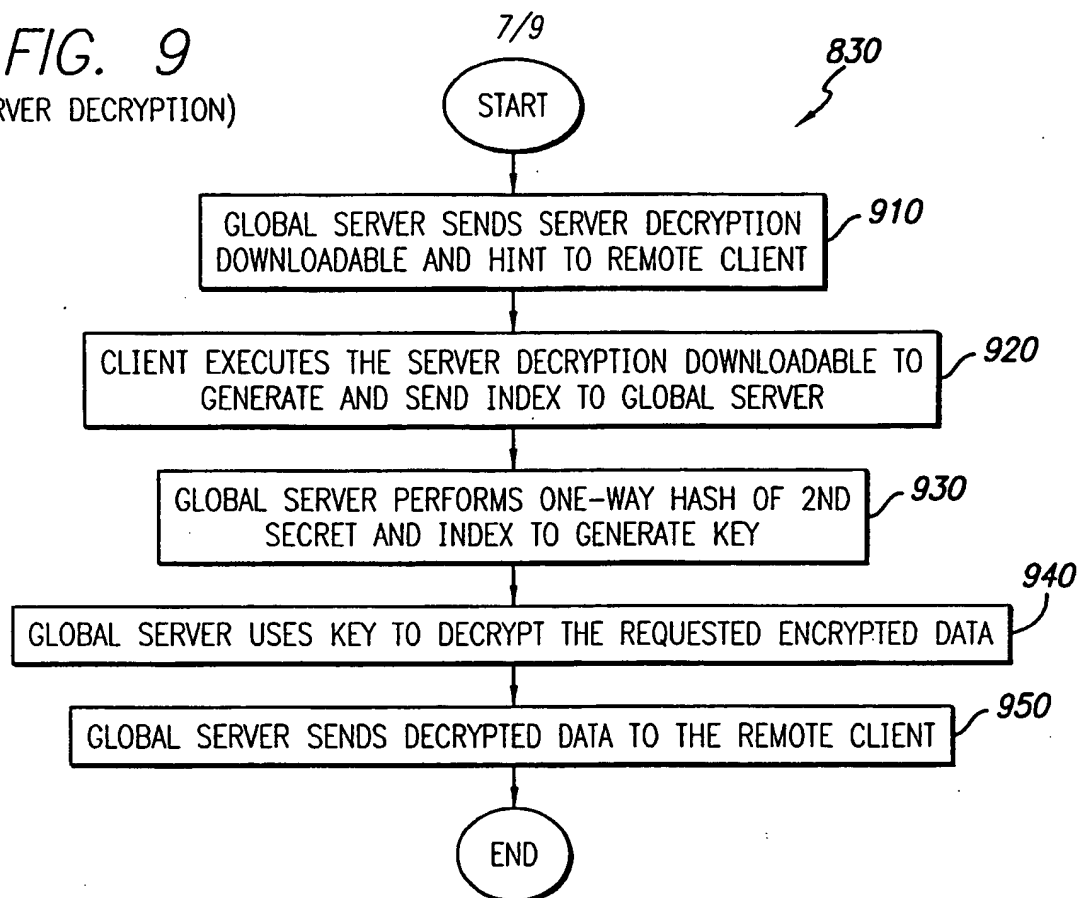 7/9
FIG. 9
RVER DECRYPTION)
830
START
GLOBAL SERVER SENDS SERVER DECRYPTION
DOWNLOADABLE AND HINT TO REMOTE CLIENT
910
CLIENT EXECUTES THE SERVER DECRYPTION DOWNLOADABLE TO
GENERATE AND SEND INDEX TO GLOBAL SERVER
920
GLOBAL SERVER PERFORMS ONE-WAY HASH OF 2ND
SECRET AND INDEX TO GENERATE KEY
930
GLOBAL SERVER USES KEY TO DECRYPT THE REQUESTED ENCRYPTED DATA
940
GLOBAL SERVER SENDS DECRYPTED DATA TO THE REMOTE CLIENT
950
END